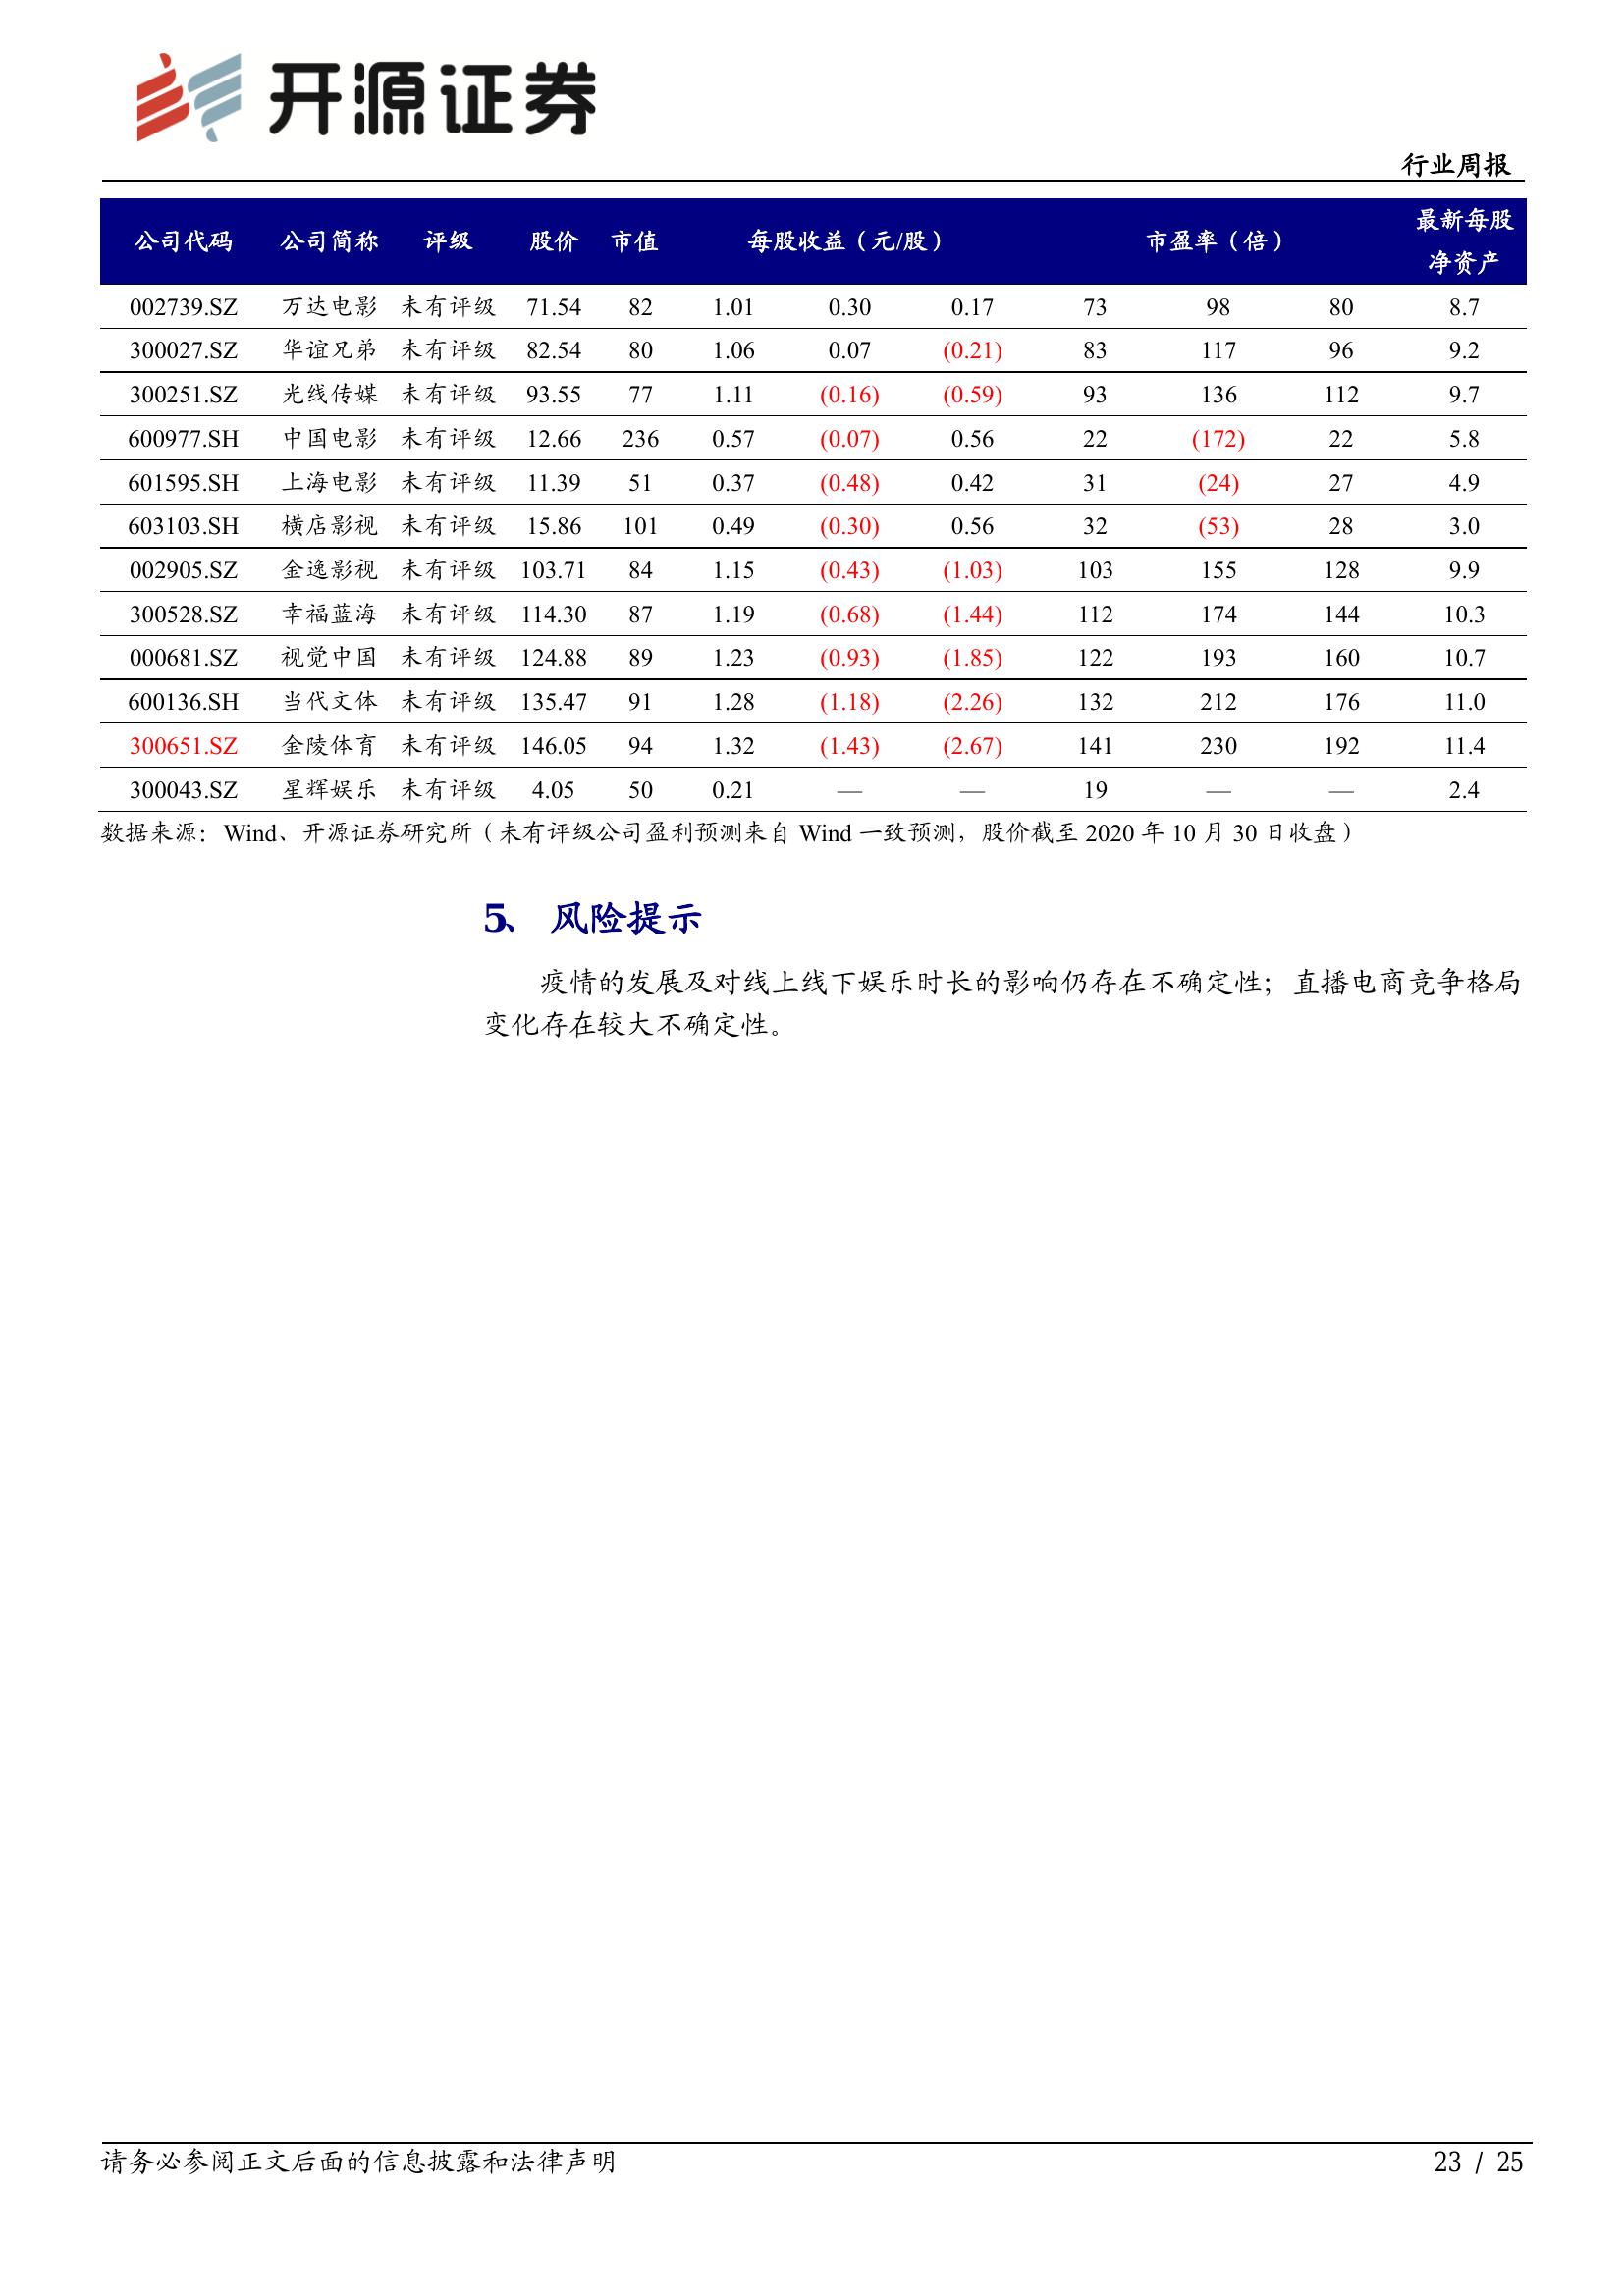 开源证券
行业周报
公司代码 公司简称 评级 股价 市值 每股收益（元/股） 市盈率（倍） 最新每股
净资产
002739.SZ 万达电影 未有评级 71.54 82 1.01 0.30 0.17 73 98 80 8.7
300027.SZ 华谊兄弟 未有评级 82.54 80 1.06 0.07 (0.21) 83 117 96 9.2
300251.SZ 光线传媒 未有评级 93.55 77 1.11 (0.16) (0.59) 93 136 112 9.7
600977.SH 中国电影 未有评级 12.66 236 0.57 (0.07) 0.56 22 (172) 22 5.8
601595.SH 上海电影 未有评级 11.39 51 0.37 (0.48) 0.42 31 (24) 27 4.9
603103.SH 横店影视 未有评级 15.86 101 0.49 (0.30) 0.56 32 (53) 28 3.0
002905.SZ 金逸影视 未有评级 103.71 84 1.15 (0.43) (1.03) 103 155 128 9.9
300528.SZ 幸福蓝海 未有评级 114.30 87 1.19 (0.68) (1.44) 112 174 144 10.3
000681.SZ 视觉中国 未有评级 124.88 89 1.23 (0.93) (1.85) 122 193 160 10.7
600136.SH 当代文体 未有评级 135.47 91 1.28 (1.18) (2.26) 132 212 176 11.0
300651.SZ 金陵体育 未有评级 146.05 94 1.32 (1.43) (2.67) 141 230 192 11.4
300043.SZ 星辉娱乐 未有评级 4.05 50 0.21 — — 19 — — 2.4
数据来源：Wind、开源证券研究所（未有评级公司盈利预测来自 Wind 一致预测，股价截至 2020 年 10 月 30 日收盘）
5、 风险提示
疫情的发展及对线上线下娱乐时长的影响仍存在不确定性；直播电商竞争格局
变化存在较大不确定性。
请务必参阅正文后面的信息披露和法律声明 23 / 25